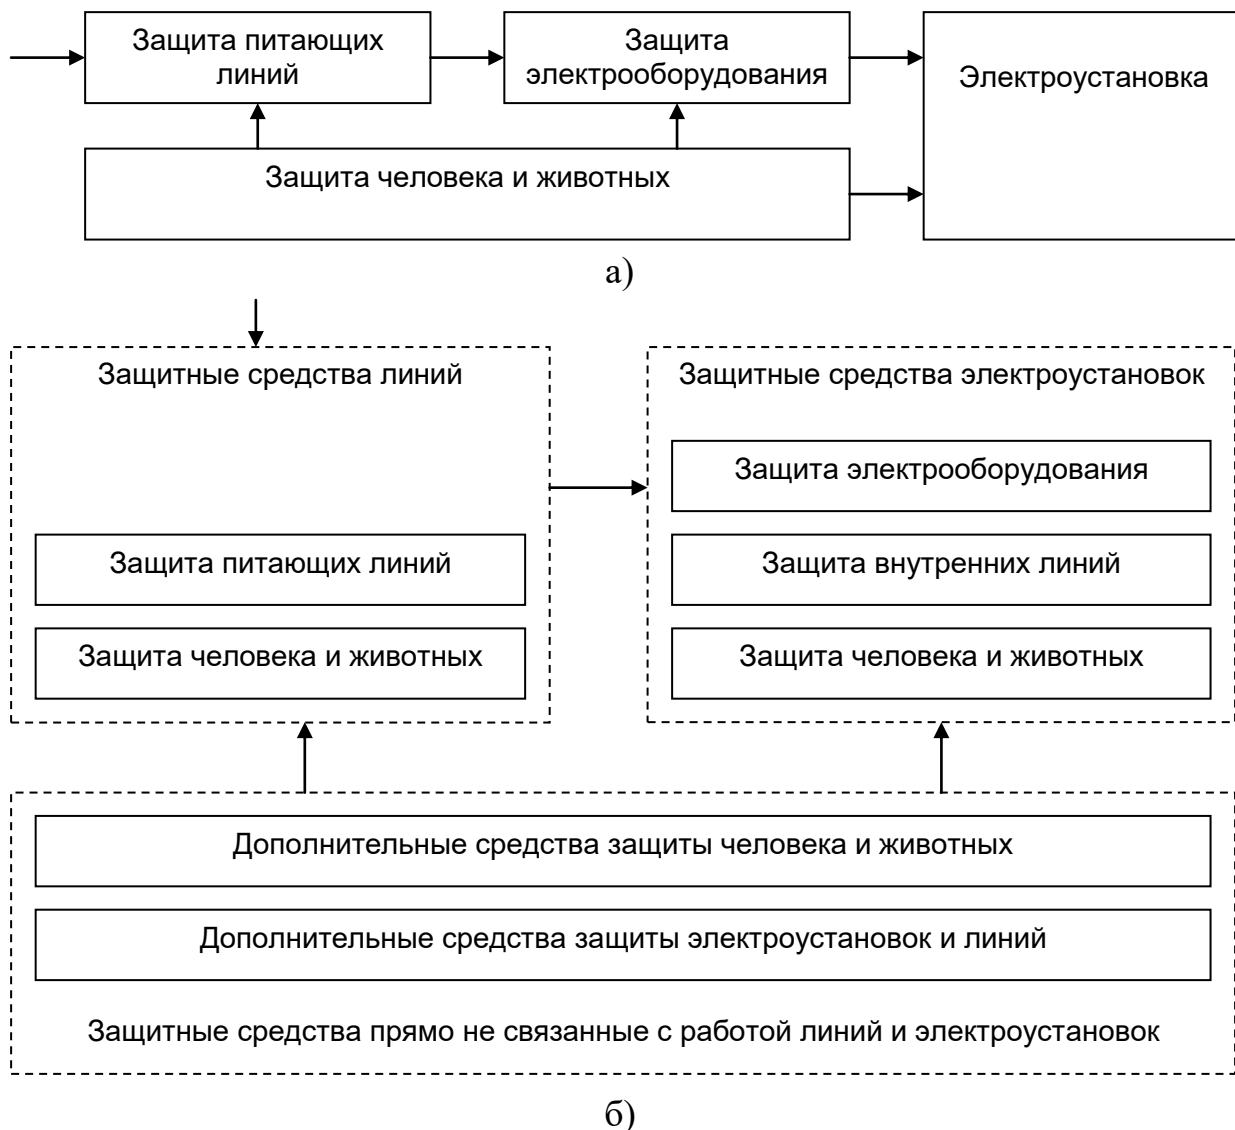 Защита питающих
линий
Защита
электрооборудования
Электроустановка
Защита человека и животных
а)
Защитные средства линий
Защита питающих линий
Защита человека и животных
Защитные средства электроустановок
Защита электрооборудования
Защита внутренних линий
Защита человека и животных
Дополнительные средства защиты человека и животных
Дополнительные средства защиты электроустановок и линий
Защитные средства прямо не связанные с работой линий и электроустановок
б)